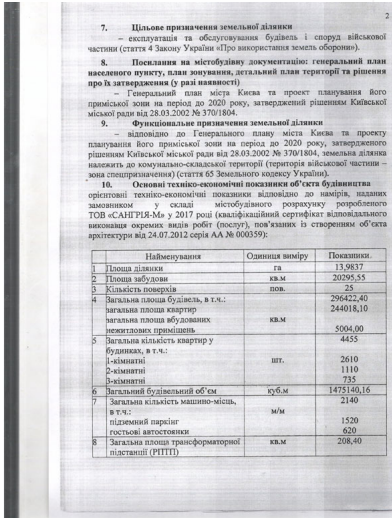 2
7. Цільове призначення земельної ділянки
– експлуатація та обслуговування будівель і споруд військової
частини (стаття 4 Закону України «Про використання земель оборони»).
8. Посилання на містобудівну документацію: генеральний план
населеного пункту, план зонування, детальний план території та рішення
про їх затвердження (у разі наявності)
– Генеральний план міста Києва та проект планування його
приміської зони на період до 2020 року, затверджений рішенням Київської
міської ради від 28.03.2002 № 370/1804.
9. Функціональне призначення земельної ділянки
– відповідно до Генерального плану міста Києва та проекту
планування його приміської зони на період до 2020 року, затвердженого
рішенням Київської міської ради від 28.03.2002 № 370/1804, земельна ділянка
належить до комунально-складської території (територія військової частини –
зона спецпризначення) (стаття 65 Земельного кодексу України).
10. Основні техніко-економічні показники об’єкта будівництва
орієнтовні техніко-економічні показники відповідно до намірів, наданих
замовником у складі містобудівного розрахунку розробленого
ТОВ «САНГРІЯ-М» у 2017 році (кваліфікаційний сертифікат відповідального
виконавця окремих видів робіт (послуг), пов’язаних із створенням об’єкта
архітектури від 24.07.2012 серія АА № 000359):
Найменування Одиниця виміру Показники.
1 Площа ділянки га 13,9837
2 Площа забудови кв.м 20295,55
3 Кількість поверхів пов. 25
4 Загальна площа будівель, в т.ч.: 296422,40
загальна площа квартир 244018,10
загальна площа вбудованих кв.м
нежитлових приміщень 5004,00
5 Загальна кількість квартир у 4455
будинках, в т.ч.:
1-кімнатні шт. 2610
2-кімнатні 1110
3-кімнатні 735
6 Загальний будівельний об’єм куб.м 1475140,16
7 Загальна кількість машино-місць, 2140
в т.ч.: м/м
підземний паркінг 1520
гостьові автостоянки 620
8 Загальна площа трансформаторної кв.м 208,40
підстанції (РПТП)